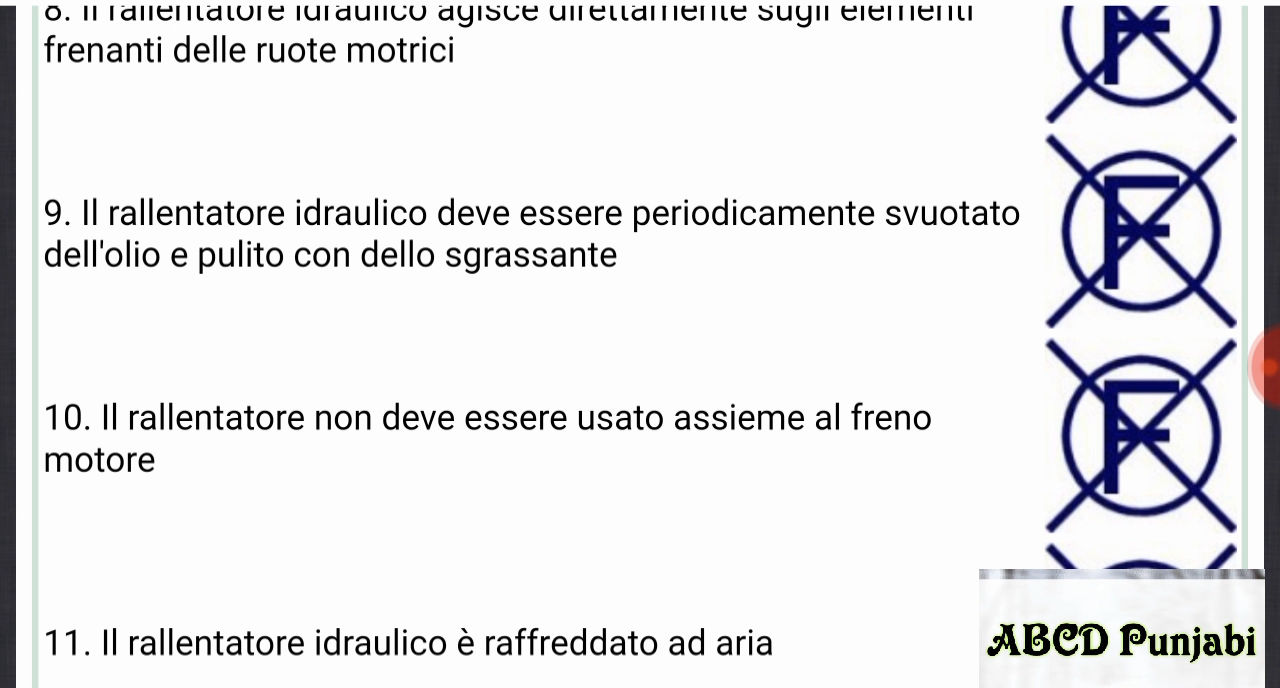 8. Il rallentatore idraulico agisce direttamente sugli elementi
frenanti delle ruote motrici
F
9. Il rallentatore idraulico deve essere periodicamente svuotato
dell'olio e pulito con dello sgrassante
F
10. Il rallentatore non deve essere usato assieme al freno
motore
F
11. Il rallentatore idraulico è raffreddato ad aria
ABCD Punjabi